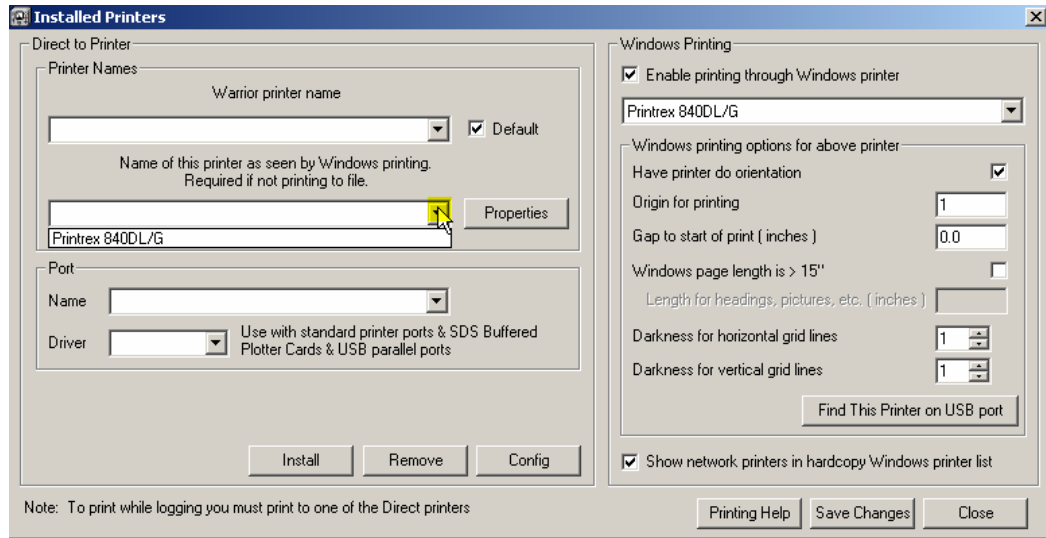 Installed Printers
Direct to Printer
Printer Names
Warrior printer name
Default
Name of this printer as seen by Windows printing.
Required if not printing to file.
Properties
Printrex 840DL/G
Port
Name
Driver
Use with standard printer ports & SDS Buffered
Plotter Cards & USB parallel ports
Install Remove Config
Note: To print while logging you must print to one of the Direct printers
Windows Printing
Enable printing through Windows printer
Printrex 840DL/G
Windows printing options for above printer
Have printer do orientation
Origin for printing 1
Gap to start of print ( inches ) 0.0
Windows page length is > 15"
Length for headings, pictures, etc. ( inches )
Darkness for horizontal grid lines 1
Darkness for vertical grid lines 1
Find This Printer on USB port
Show network printers in hardcopy Windows printer list
Printing Help Save Changes Close